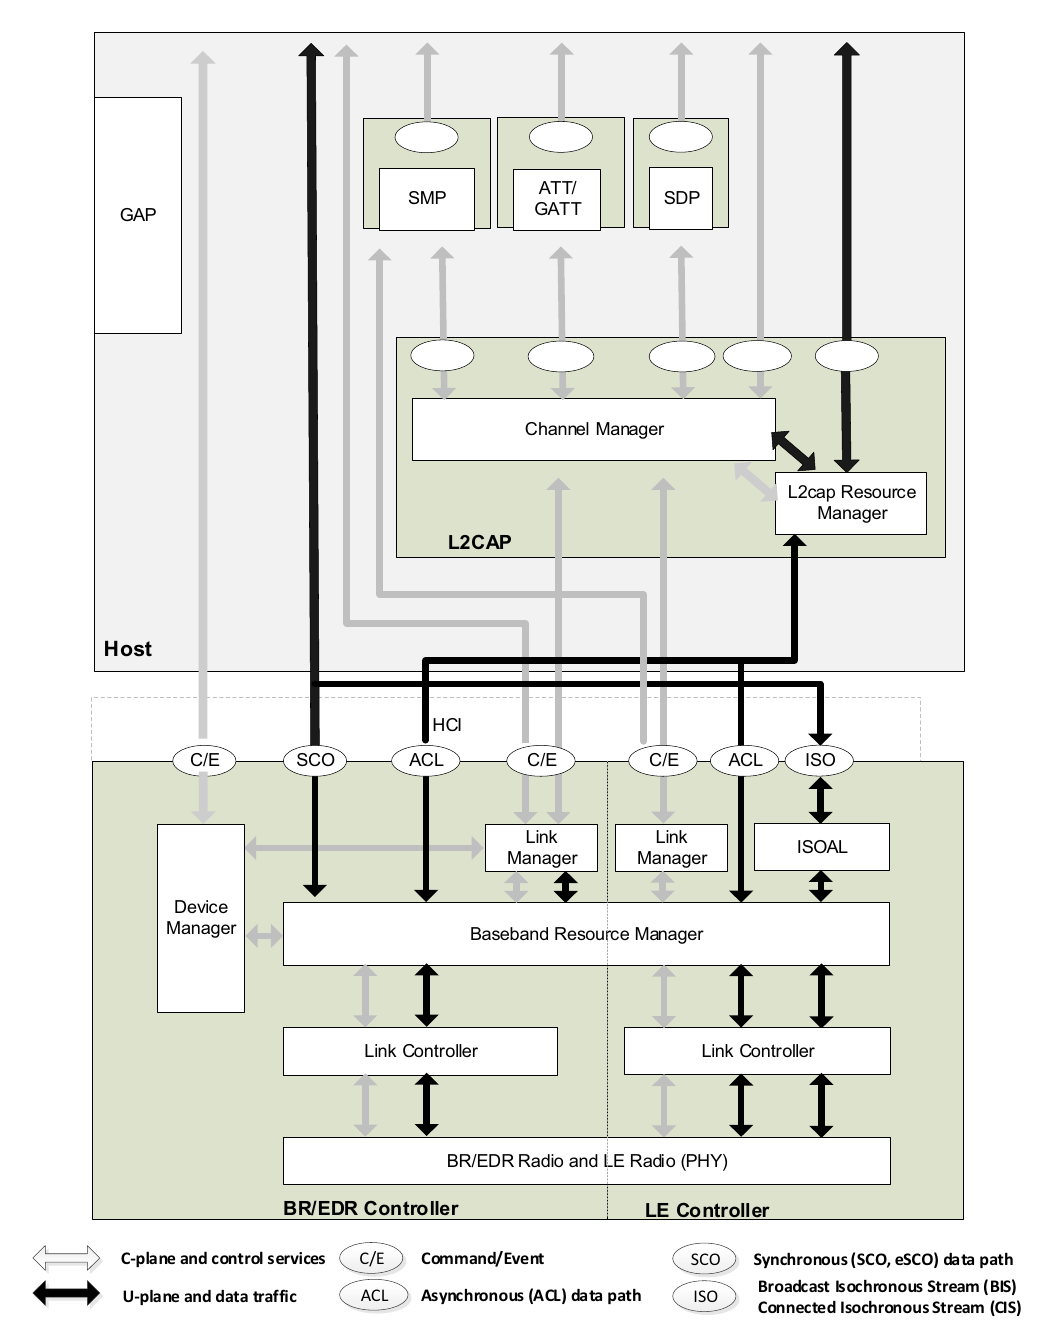 GAP
SMP
ATT/
GATT
SDP
Channel Manager
L2cap Resource
Manager
L2CAP
Host
HCI
C/E
SCO
ACL
C/E
C/E
ACL
ISO
Link
Manager
Link
Manager
ISOAL
Device
Manager
Baseband Resource Manager
Link Controller
Link Controller
BR/EDR Radio and LE Radio (PHY)
BR/EDR Controller
LE Controller
C-plane and control services
C/E
Command/Event
SCO
Synchronous (SCO, eSCO) data path
U-plane and data traffic
ACL
Asynchronous (ACL) data path
ISO
Broadcast Isochronous Stream (BIS)
Connected Isochronous Stream (CIS)